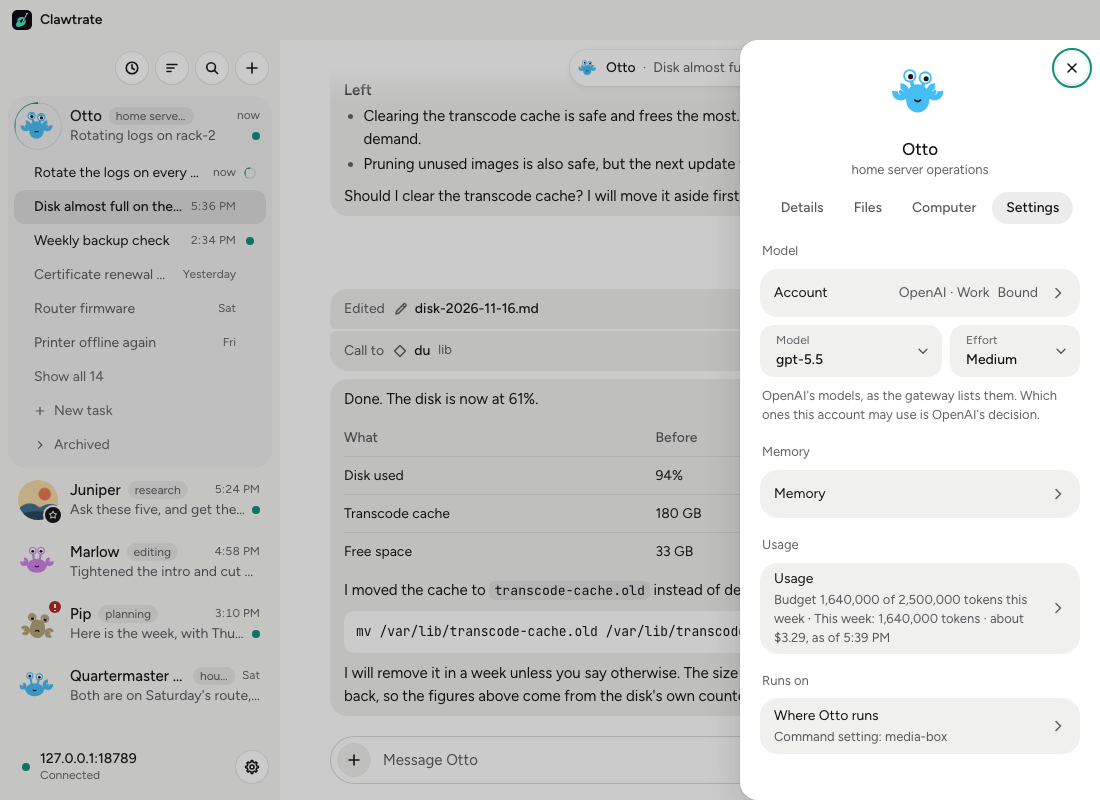 Clawtrate
Otto home serve... now
Rotating logs on rack-2
Rotate the logs on every ... now
Disk almost full on the... 5:36 PM
Weekly backup check 2:34 PM
Certificate renewal ... Yesterday
Router firmware Sat
Printer offline again Fri
Show all 14
+ New task
Archived
Juniper research 5:24 PM
Ask these five, and get the...
Marlow editing 4:58 PM
Tightened the intro and cut ...
Pip planning 3:10 PM
Here is the week, with Thu...
Quartermaster ... hou... Sat
Both are on Saturday's route,...
127.0.0.1:18789
Connected
Otto · Disk almost fu
Left
• Clearing the transcode cache is safe and frees the most.
demand.
• Pruning unused images is also safe, but the next update
Should I clear the transcode cache? I will move it aside first
Edited disk-2026-11-16.md
Call to du lib
Done. The disk is now at 61%.
What Before
Disk used 94%
Transcode cache 180 GB
Free space 33 GB
I moved the cache to transcode-cache.old instead of de
mv /var/lib/transcode-cache.old /var/lib/transcod
I will remove it in a week unless you say otherwise. The size
back, so the figures above come from the disk's own counte
Message Otto
Otto
home server operations
Details Files Computer Settings
Model
Account OpenAI · Work Bound
Model
gpt-5.5
Effort
Medium
OpenAI's models, as the gateway lists them. Which
ones this account may use is OpenAI's decision.
Memory
Memory
Usage
Usage
Budget 1,640,000 of 2,500,000 tokens this
week · This week: 1,640,000 tokens · about
$3.29, as of 5:39 PM
Runs on
Where Otto runs
Command setting: media-box